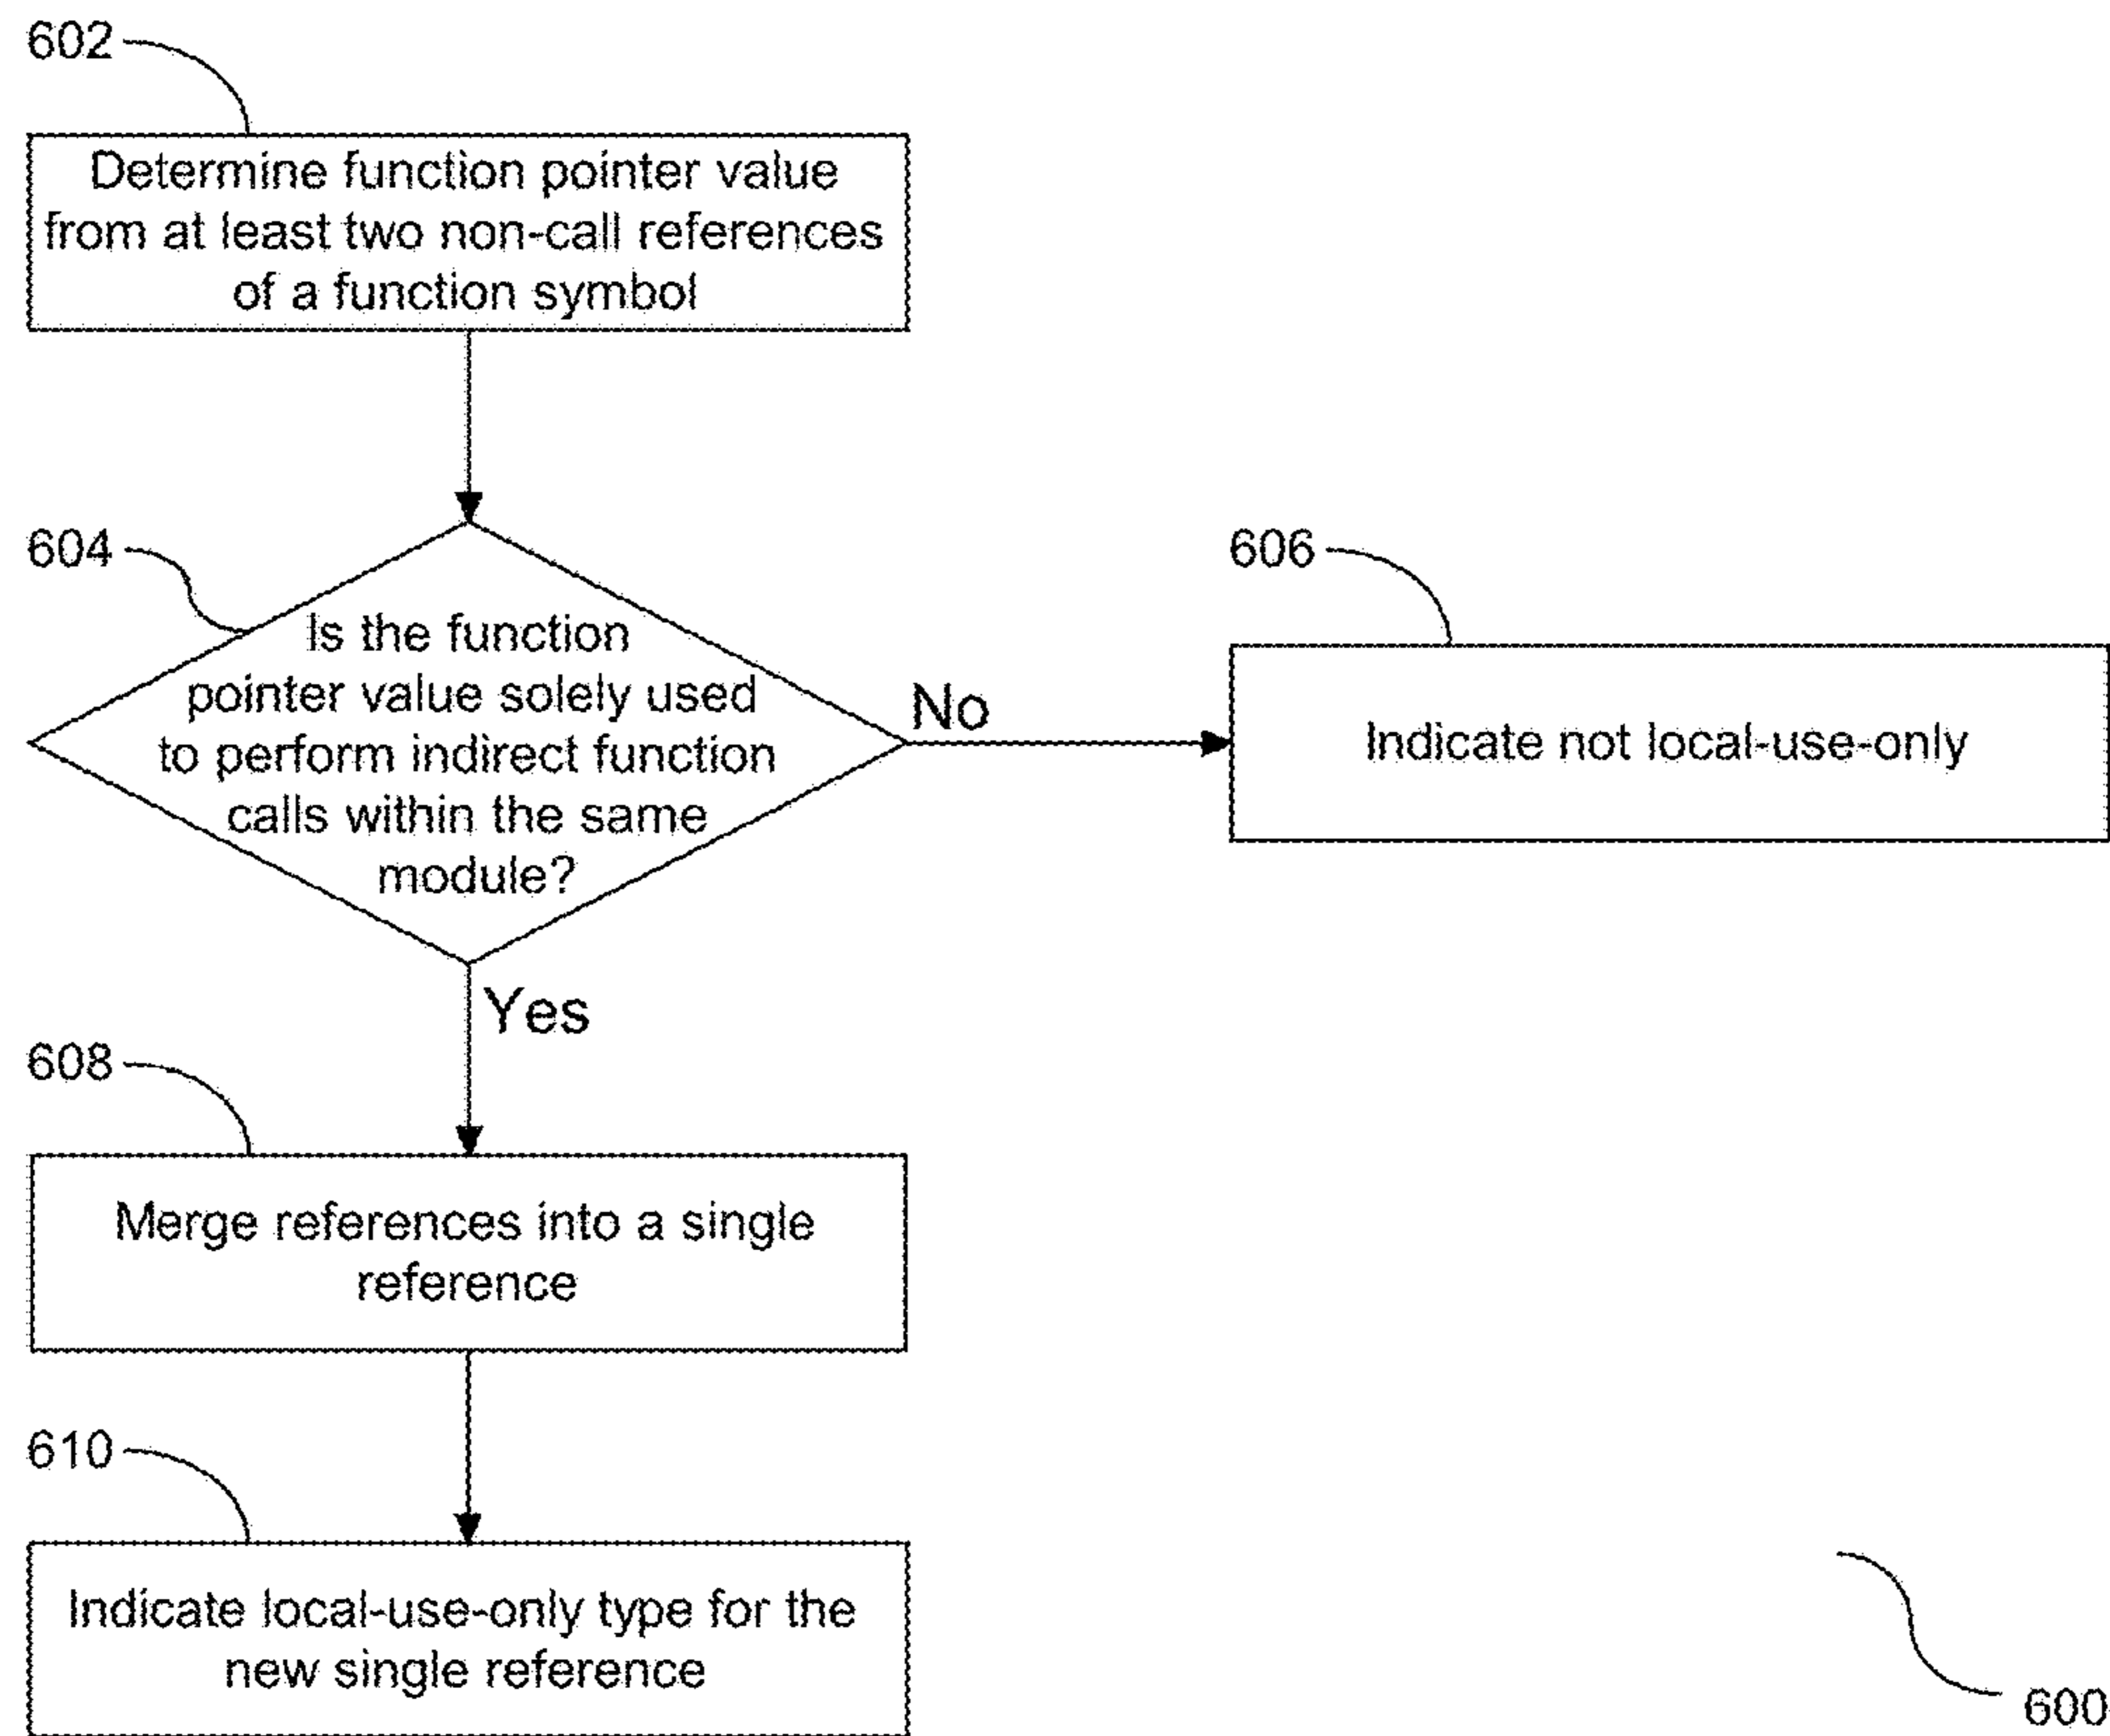 602
Determine function pointer value
from at least two non-call references
of a function symbol
604
Is the function
pointer value solely used
to perform indirect function
calls within the same
module?
No
606
Indicate not local-use-only
Yes
608
Merge references into a single
reference
610
Indicate local-use-only type for the
new single reference
600